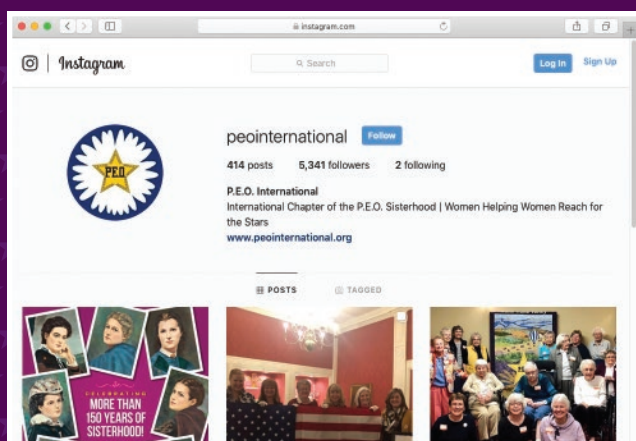 instagram.com
Instagram
Search
Log In
Sign Up
PEO
peointernational Follow
414 posts 5,341 followers 2 following
P.E.O. International
International Chapter of the P.E.O. Sisterhood | Women Helping Women Reach for
the Stars
www.peointernational.org
POSTS TAGGED
CELEBRATING
MORE THAN
150 YEARS OF
SISTERHOOD!